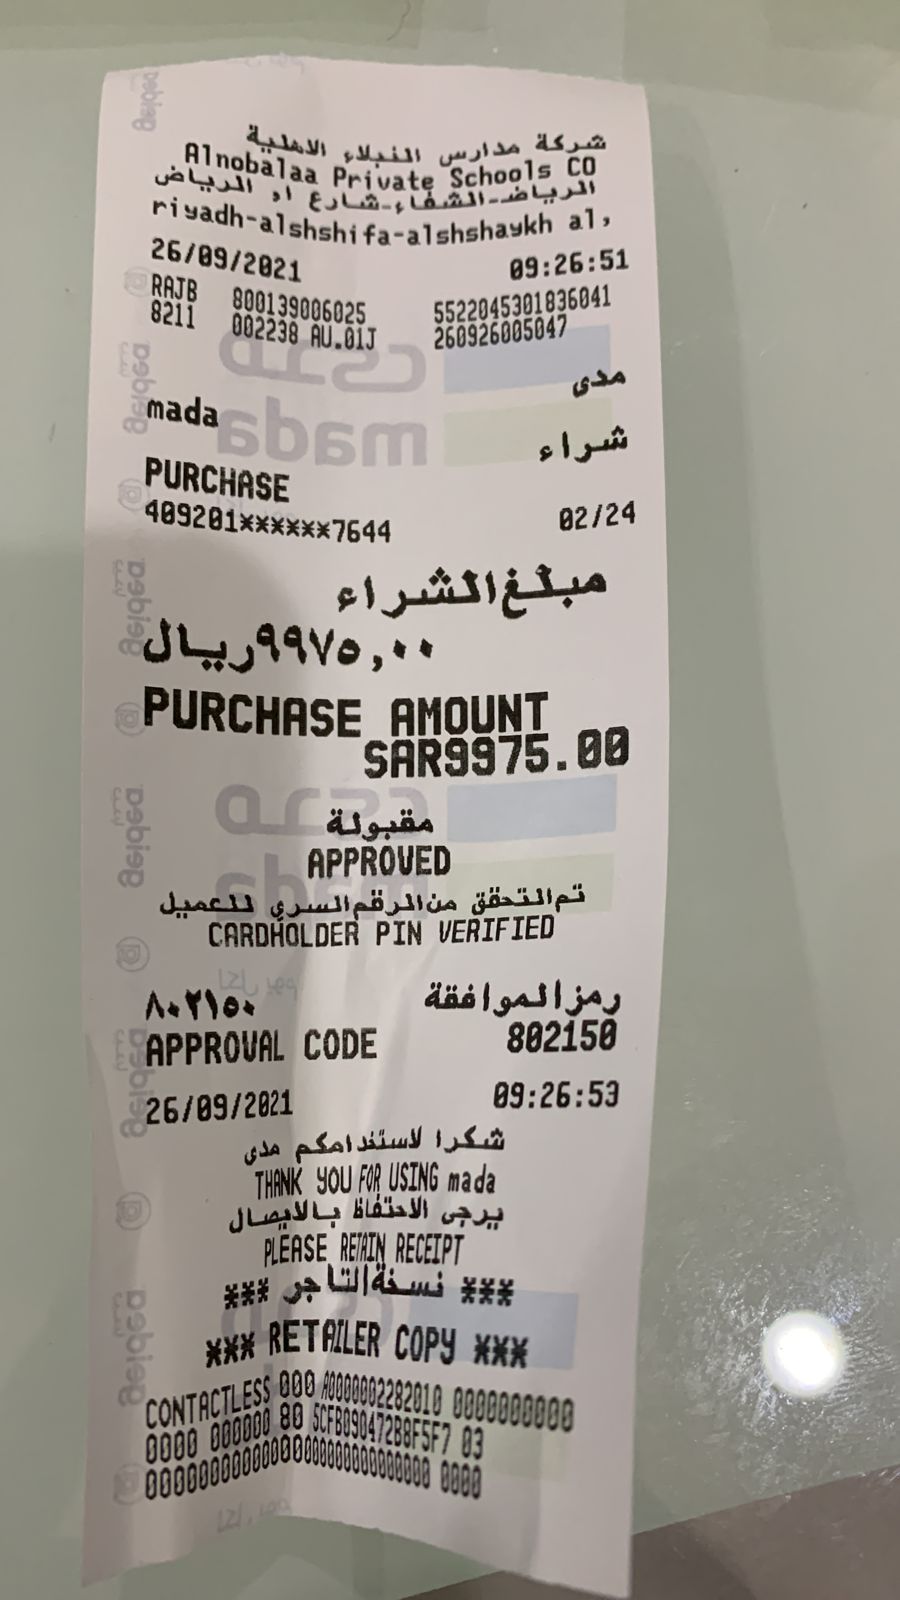 شركة مدارس النبلاء الاهلية
Alnobalaa Private Schools CO
الرياض-الشفاء-شارع او الرياض
riyadh-alshshifa-alshshaykh al,
26/09/2021 09:26:51
RAJB 800139006025 5522045301836041
8211 002238 AU.01J 260926005047
مدى
mada
شراء
PURCHASE
409201******7644 02/24
مبلغ الشراء
٩٩٧٥,٠٠ ريال
PURCHASE AMOUNT
SAR9975.00
مقبولة
APPROVED
تم التحقق من الرقم السري للعميل
CARDHOLDER PIN VERIFIED
رمز الموافقة ٨٠٢١٥٠
APPROVAL CODE 802150
26/09/2021 09:26:53
شكرا لاستخدامكم مدى
THANK YOU FOR USING mada
يرجى الاحتفاظ بالايصال
PLEASE RETAIN RECEIPT
*** نسخة التاجر ***
*** RETAILER COPY ***
CONTACTLESS 000 A0000002282010 0000000000
0000 000000 80 5CFB090472B8F5F7 03
0000